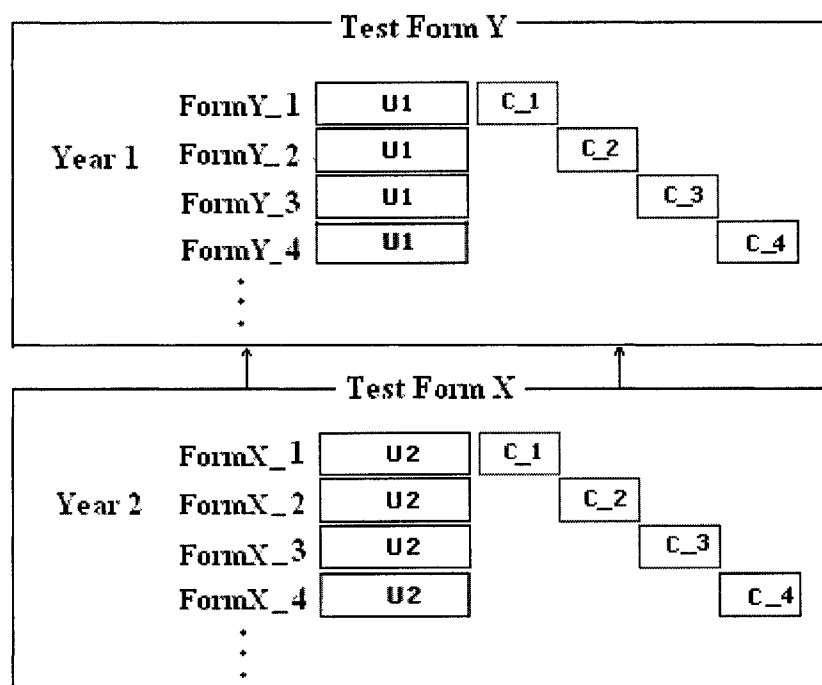 Test Form Y
FormY_1 U1 C_1
Year 1 FormY_2 U1 C_2
FormY_3 U1 C_3
FormY_4 U1 C_4
Test Form X
FormX_1 U2 C_1
Year 2 FormX_2 U2 C_2
FormX_3 U2 C_3
FormX_4 U2 C_4